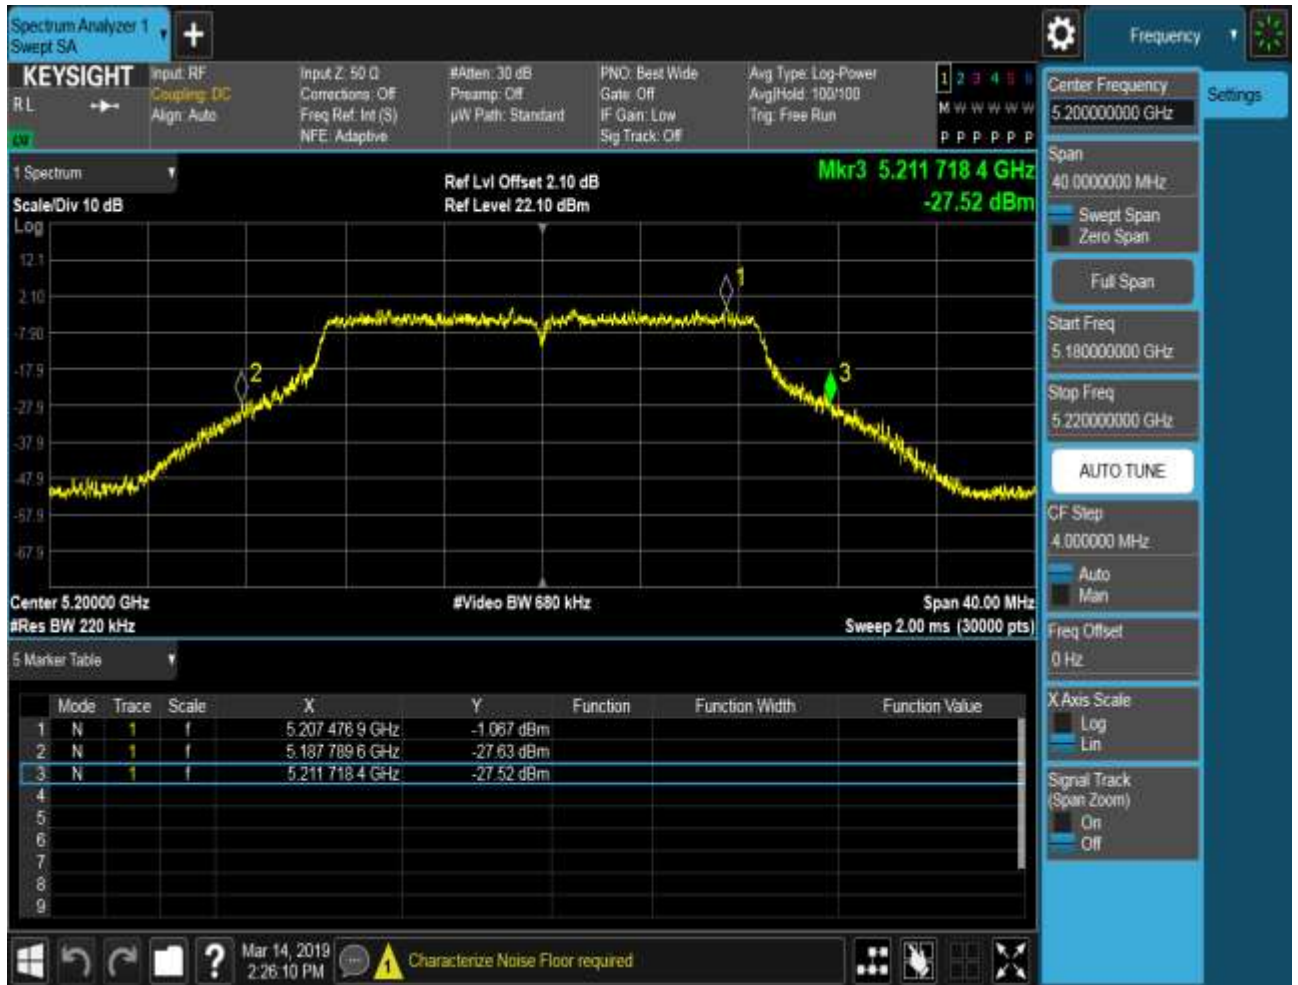 Spectrum Analyzer 1
Swept SA
+
Frequency
KEYSIGHT
RL
Input: RF
Coupling: DC
Align: Auto
Input Z: 50 Ω
Corrections: Off
Freq Ref: Int (S)
NFE: Adaptive
#Atten: 30 dB
Preamp: Off
µW Path: Standard
PNO: Best Wide
Gate: Off
IF Gain: Low
Sig Track: Off
Avg Type: Log-Power
Avg|Hold: 100/100
Trig: Free Run
1 2 3 4 5 6
M W W W W W
P P P P P P
1 Spectrum
Scale/Div 10 dB
Ref Lvl Offset 2.10 dB
Ref Level 22.10 dBm
Mkr3 5.211 718 4 GHz
-27.52 dBm
Log
12.1
2.10
-7.90
-17.9
-27.9
-37.9
-47.9
-57.9
-67.9
1
2
3
Center 5.20000 GHz
#Res BW 220 kHz
#Video BW 680 kHz
Span 40.00 MHz
Sweep 2.00 ms (30000 pts)
5 Marker Table
Mode Trace Scale X Y Function Function Width Function Value
1 N 1 f 5.207 476 9 GHz -1.067 dBm
2 N 1 f 5.187 789 6 GHz -27.63 dBm
3 N 1 f 5.211 718 4 GHz -27.52 dBm
4
5
6
7
8
9
Center Frequency
5.200000000 GHz
Settings
Span
40.0000000 MHz
Swept Span
Zero Span
Full Span
Start Freq
5.180000000 GHz
Stop Freq
5.220000000 GHz
AUTO TUNE
CF Step
4.000000 MHz
Auto
Man
Freq Offset
0 Hz
X Axis Scale
Log
Lin
Signal Track
(Span Zoom)
On
Off
?
Mar 14, 2019
2:26:10 PM
1
Characterize Noise Floor required